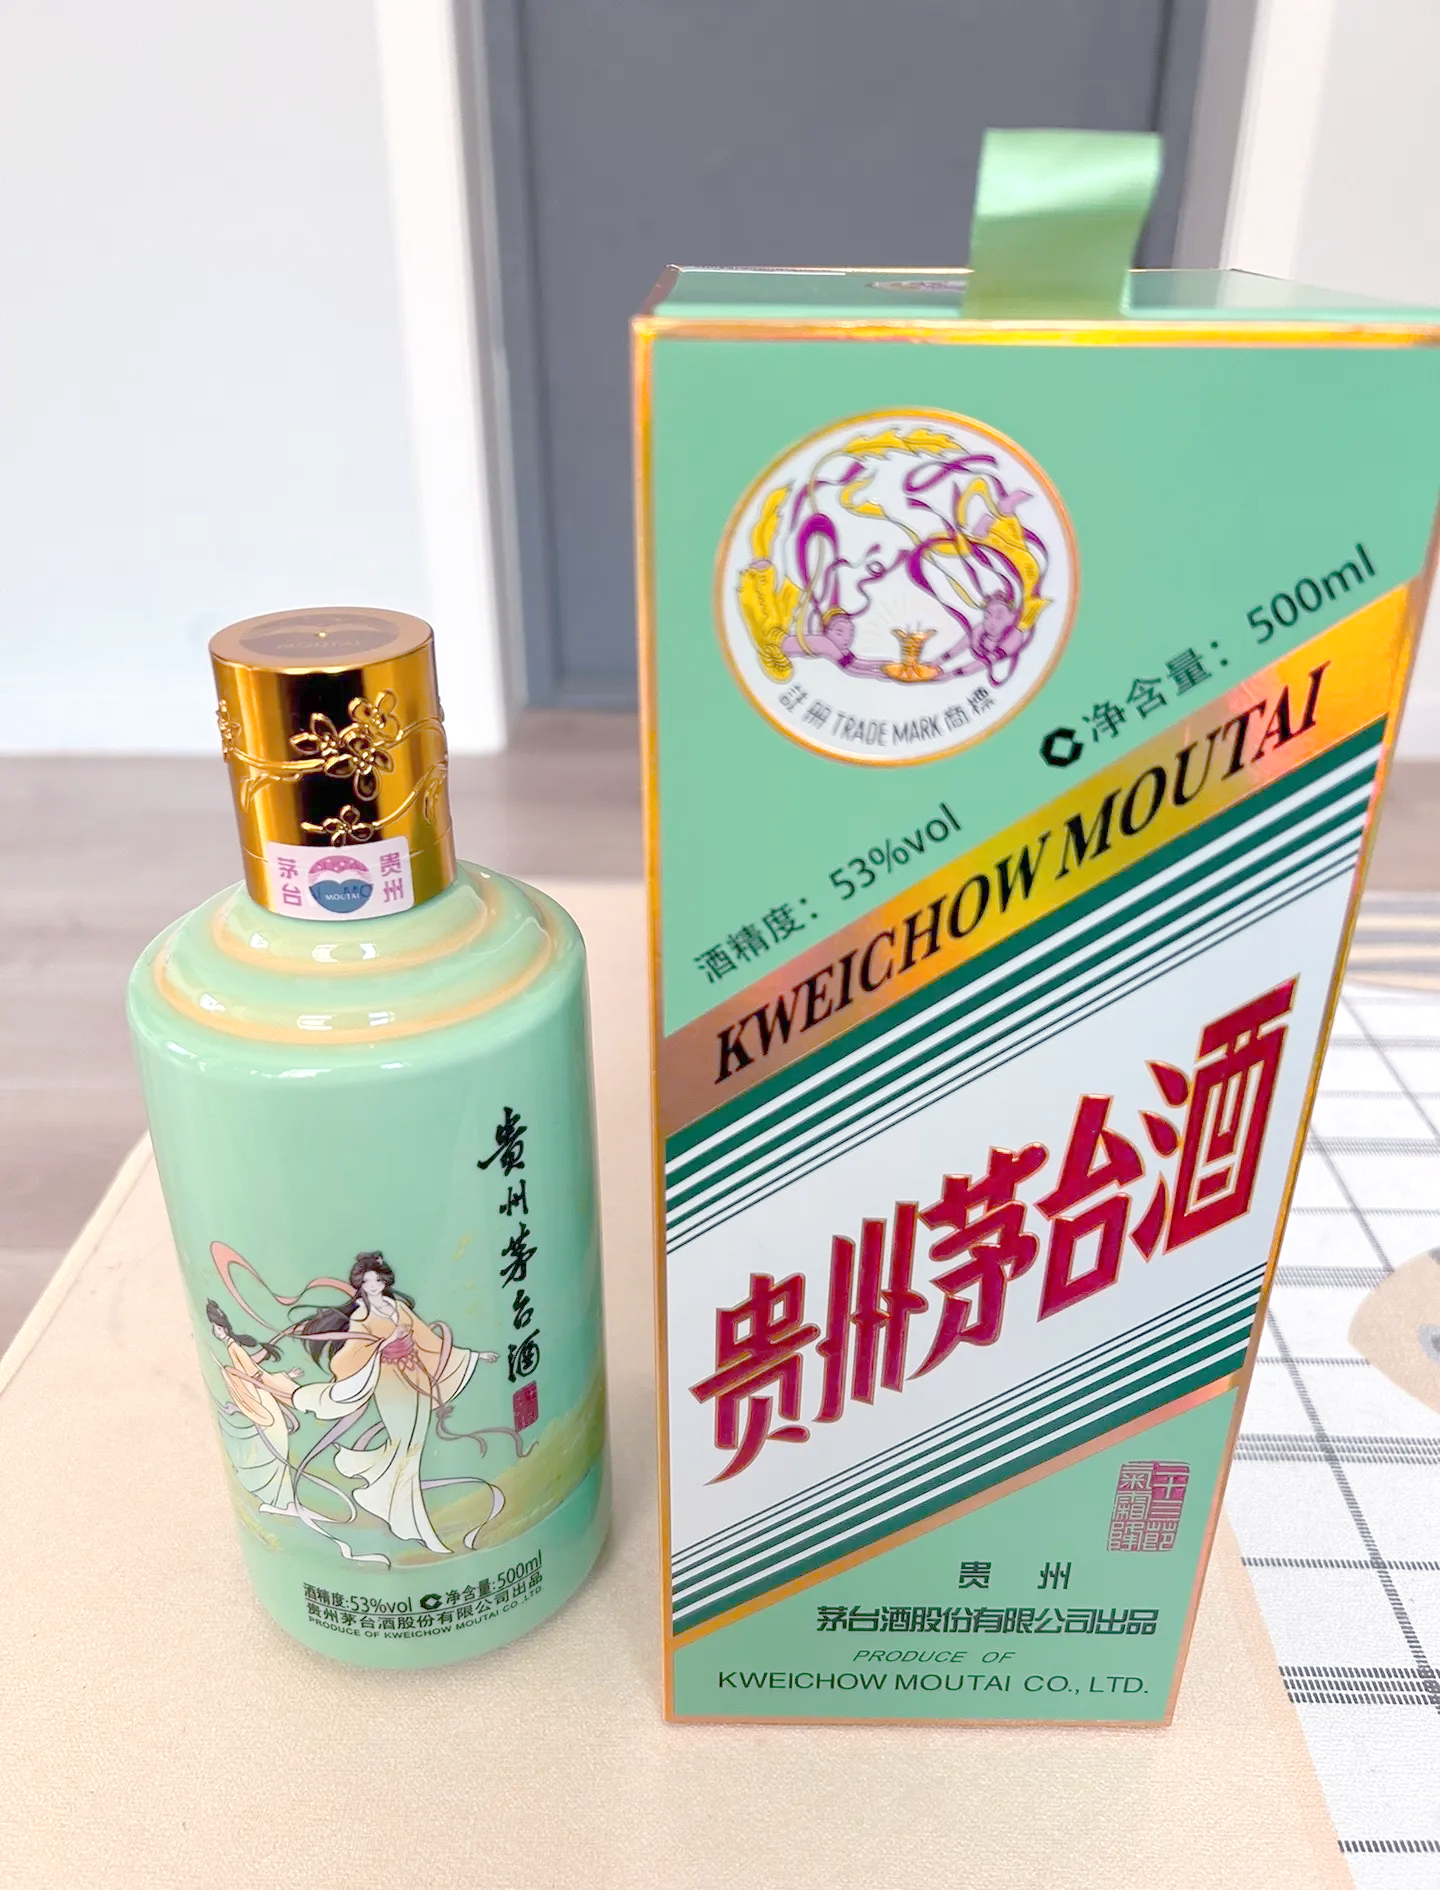 茅台 贵州
MOUTAI
貴州茅台酒
酒精度:53%vol 净含量:500ml
贵州茅台酒股份有限公司出品
PRODUCE OF KWEICHOW MOUTAI CO.,LTD.
註册 TRADE MARK 商標
酒精度：53%vol 净含量：500ml
KWEICHOW MOUTAI
贵州茅台酒
贵州
茅台酒股份有限公司出品
PRODUCE OF
KWEICHOW MOUTAI CO., LTD.